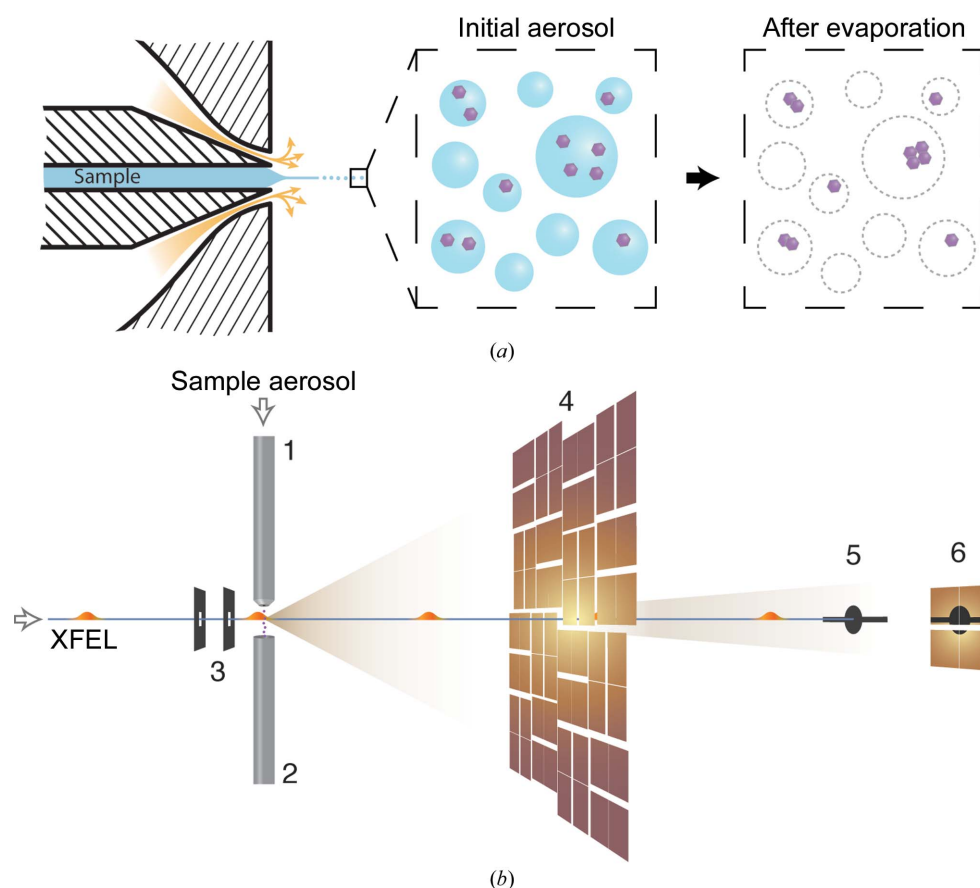 Initial aerosol
After evaporation
Sample
(a)
Sample aerosol
1
4
5
6
XFEL
3
2
(b)